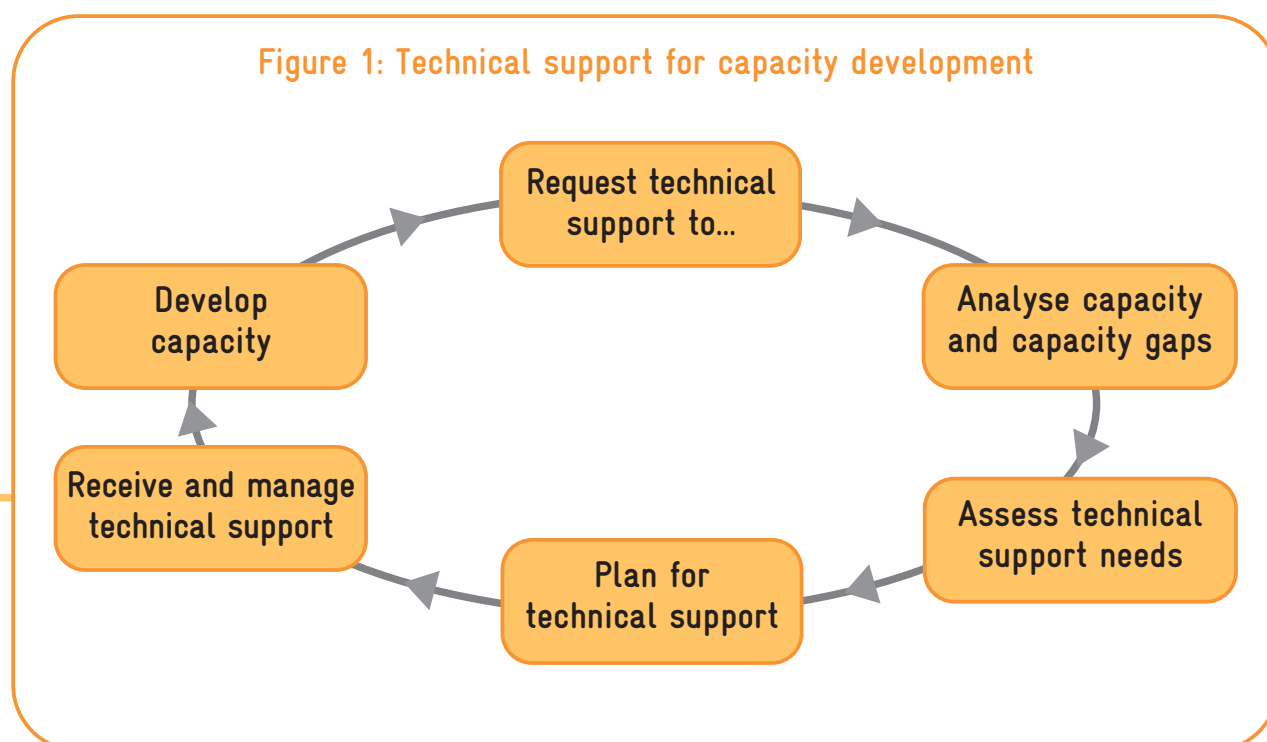 Figure 1: Technical support for capacity development
Request technical
support to...
Analyse capacity
and capacity gaps
Assess technical
support needs
Plan for
technical support
Receive and manage
technical support
Develop
capacity